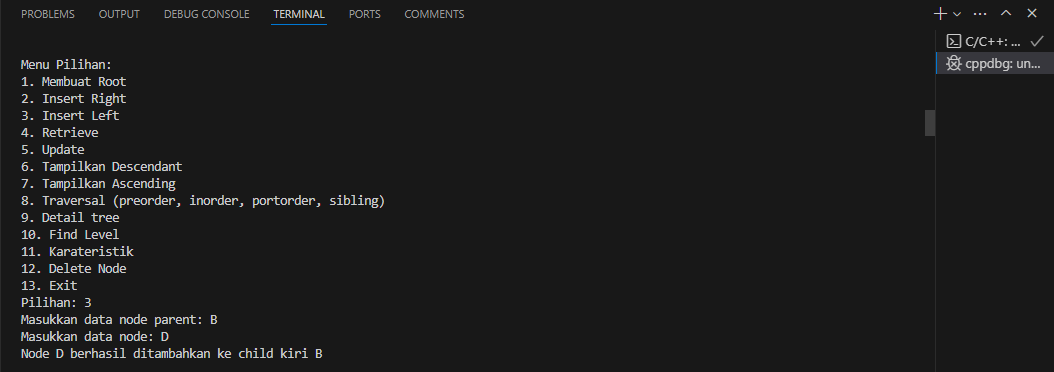 PROBLEMS OUTPUT DEBUG CONSOLE TERMINAL PORTS COMMENTS
C/C++: ...
cppdbg: un...
Menu Pilihan:
1. Membuat Root
2. Insert Right
3. Insert Left
4. Retrieve
5. Update
6. Tampilkan Descendant
7. Tampilkan Ascending
8. Traversal (preorder, inorder, portorder, sibling)
9. Detail tree
10. Find Level
11. Karateristik
12. Delete Node
13. Exit
Pilihan: 3
Masukkan data node parent: B
Masukkan data node: D
Node D berhasil ditambahkan ke child kiri B